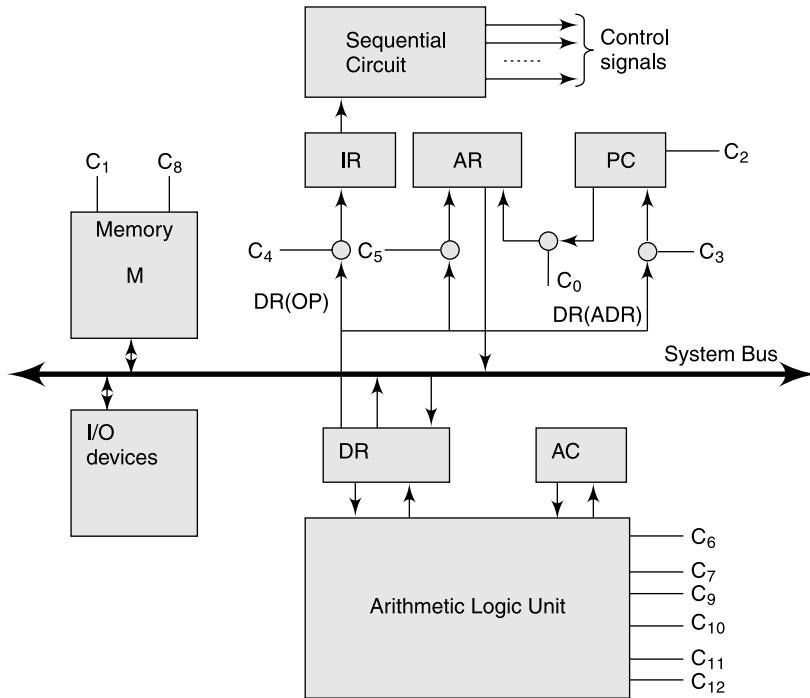 Sequential
Circuit
Control
signals
IR
AR
PC
C2
C1
C8
Memory
M
C4
C5
C0
C3
DR(OP)
DR(ADR)
System Bus
I/O
devices
DR
AC
Arithmetic Logic Unit
C6
C7
C9
C10
C11
C12